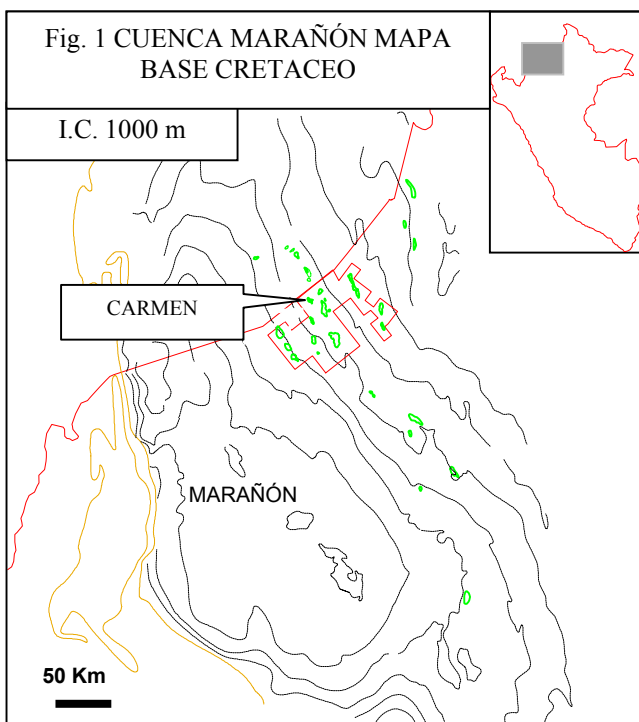 Fig. 1 CUENCA MARAÑÓN MAPA
BASE CRETACEO
I.C. 1000 m
CARMEN
MARAÑÓN
50 Km